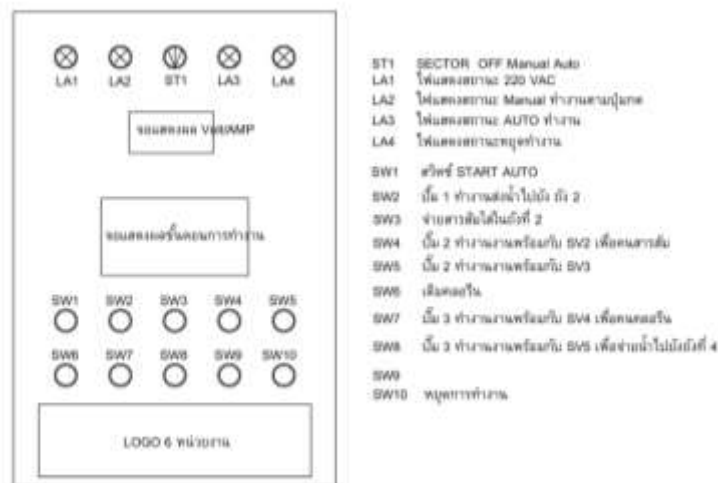 LA1 LA2 ST1 LA3 LA4
จอแสดงผล Volt/AMP
จอแสดงผลขั้นตอนการทำงาน
SW1 SW2 SW3 SW4 SW5
SW6 SW7 SW8 SW9 SW10
LOGO 6 หน่วยงาน
ST1 SECTOR OFF Manual Auto
LA1 ไฟแสดงสถานะ 220 VAC
LA2 ไฟแสดงสถานะ Manual ทำงานตามปุ่มกด
LA3 ไฟแสดงสถานะ AUTO ทำงาน
LA4 ไฟแสดงสถานะหยุดทำงาน
SW1 สวิทช์ START AUTO
SW2 ปั๊ม 1 ทำงานส่งน้ำไปยัง ถัง 2
SW3 จ่ายสารส้มใส่ในถังที่ 2
SW4 ปั๊ม 2 ทำงานงานพร้อมกับ SV2 เพื่อกวนสารส้ม
SW5 ปั๊ม 2 ทำงานงานพร้อมกับ SV3
SW6 เติมคลอรีน
SW7 ปั๊ม 3 ทำงานงานพร้อมกับ SV4 เพื่อกวนคลอรีน
SW8 ปั๊ม 3 ทำงานงานพร้อมกับ SV5 เพื่อจ่ายน้ำไปยังถังที่ 4
SW9
SW10 หยุดการทำงาน